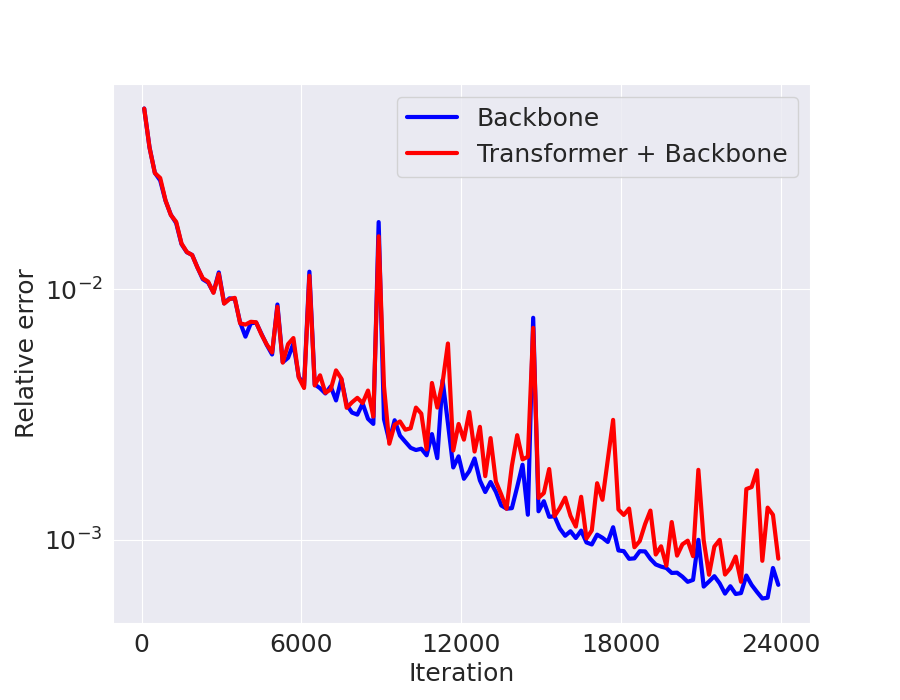 Backbone
Transformer + Backbone
Relative error
10⁻²
10⁻³
0 6000 12000 18000 24000
Iteration